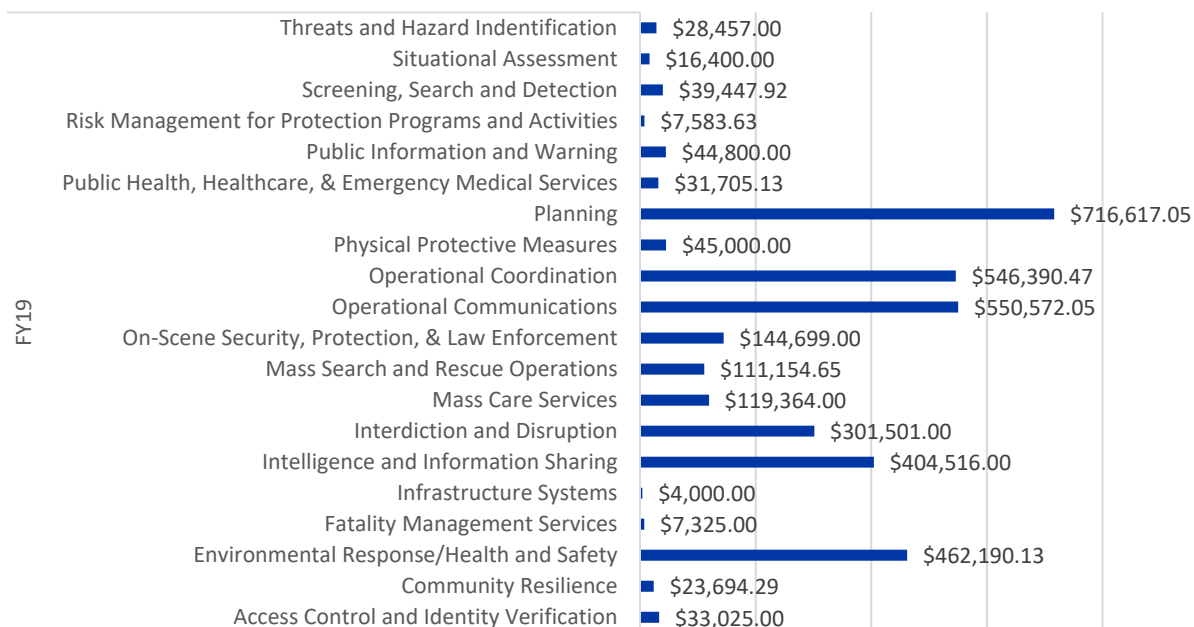 Threats and Hazard Indentification $28,457.00
Situational Assessment $16,400.00
Screening, Search and Detection $39,447.92
Risk Management for Protection Programs and Activities $7,583.63
Public Information and Warning $44,800.00
Public Health, Healthcare, & Emergency Medical Services $31,705.13
Planning $716,617.05
Physical Protective Measures $45,000.00
Operational Coordination $546,390.47
Operational Communications $550,572.05
FY19
On-Scene Security, Protection, & Law Enforcement $144,699.00
Mass Search and Rescue Operations $111,154.65
Mass Care Services $119,364.00
Interdiction and Disruption $301,501.00
Intelligence and Information Sharing $404,516.00
Infrastructure Systems $4,000.00
Fatality Management Services $7,325.00
Environmental Response/Health and Safety $462,190.13
Community Resilience $23,694.29
Access Control and Identity Verification $33,025.00